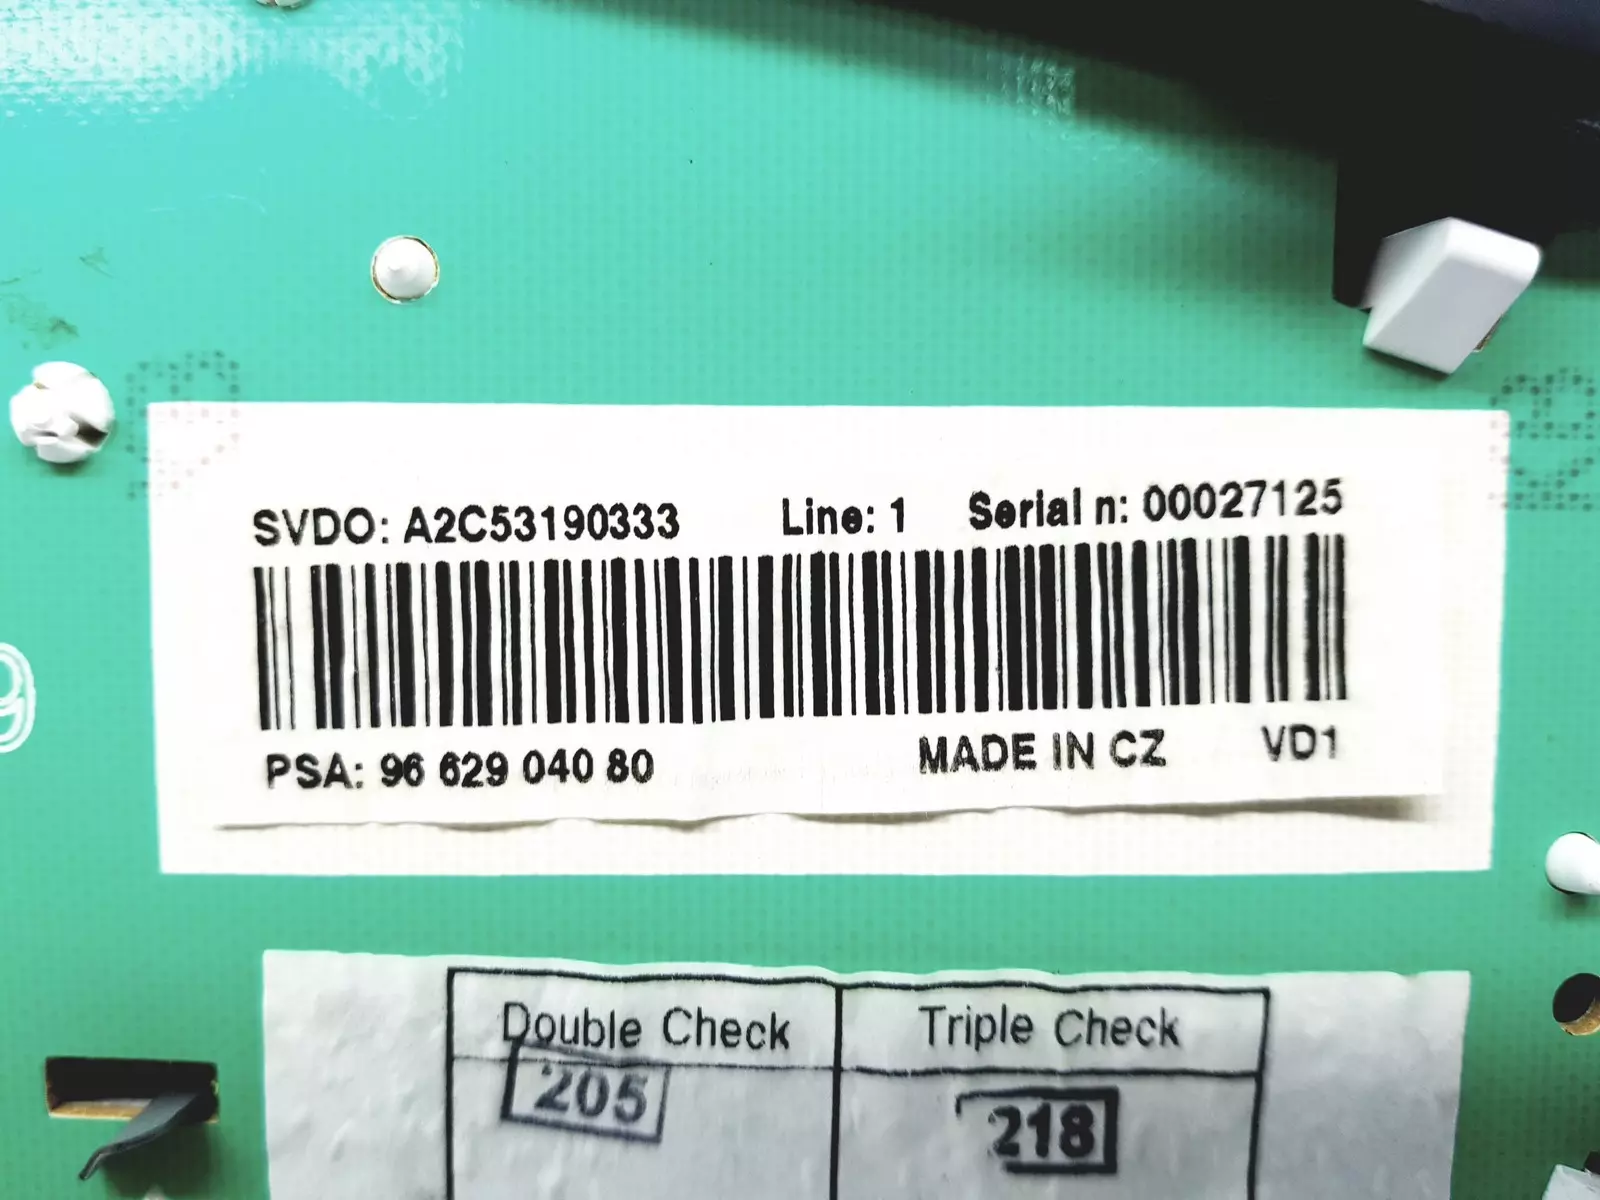 SVDO: A2C53190333 Line: 1 Serial n: 00027125
PSA: 96 629 040 80 MADE IN CZ VD1
9
Double Check Triple Check
205 218